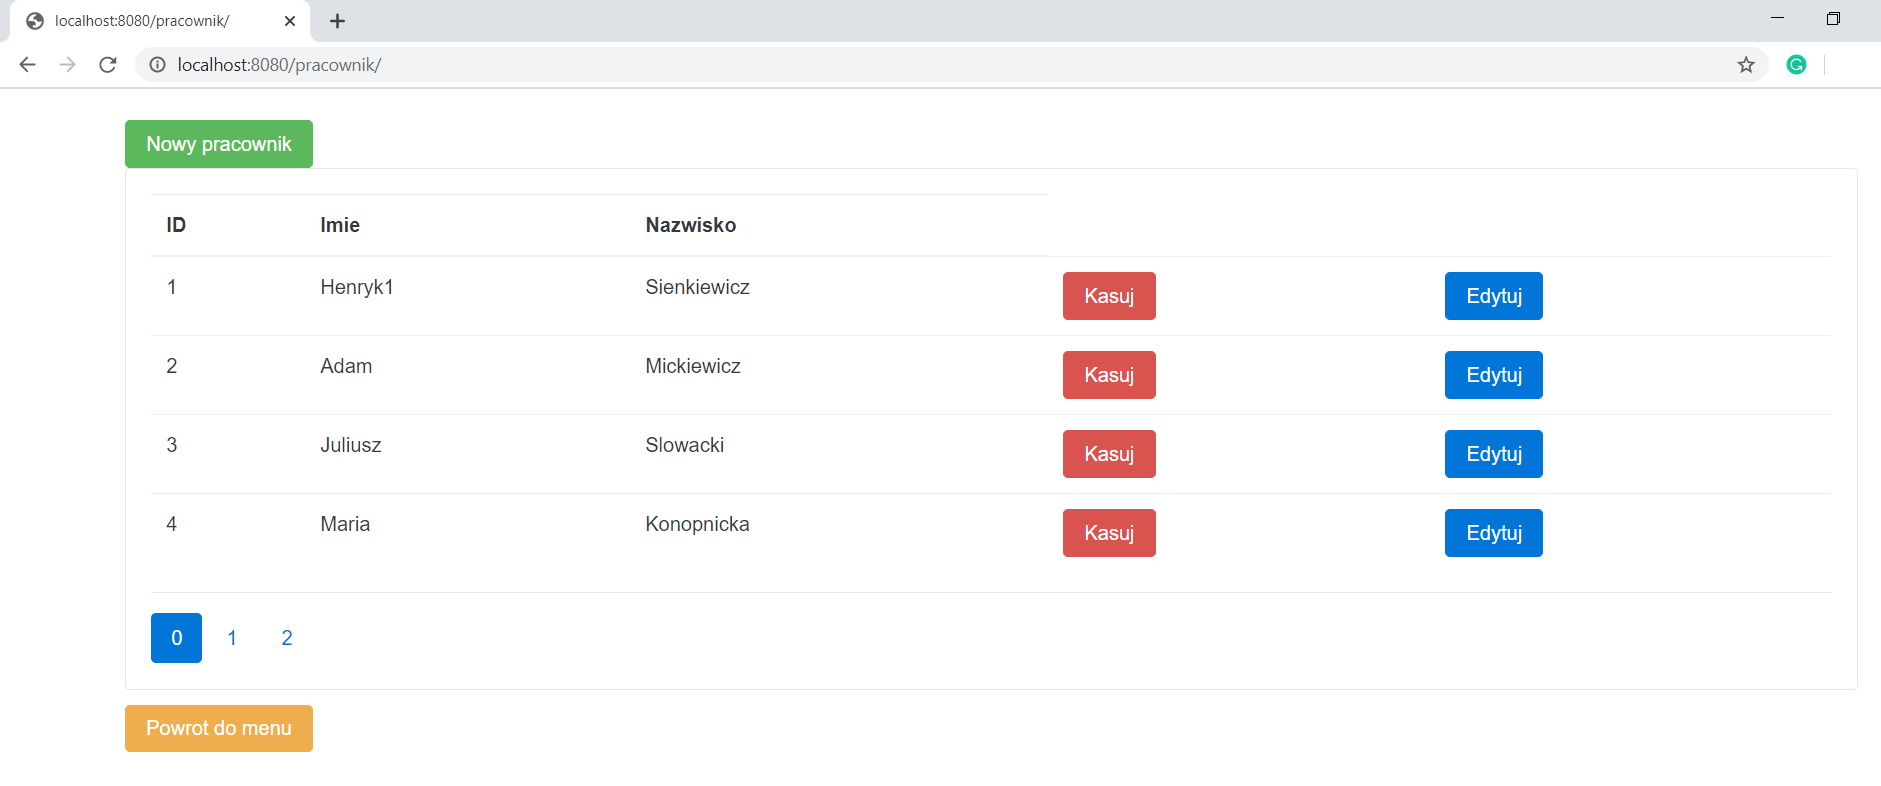 localhost:8080/pracownik/
localhost:8080/pracownik/
Nowy pracownik
ID Imie Nazwisko
1 Henryk1 Sienkiewicz Kasuj Edytuj
2 Adam Mickiewicz Kasuj Edytuj
3 Juliusz Slowacki Kasuj Edytuj
4 Maria Konopnicka Kasuj Edytuj
0 1 2
Powrot do menu